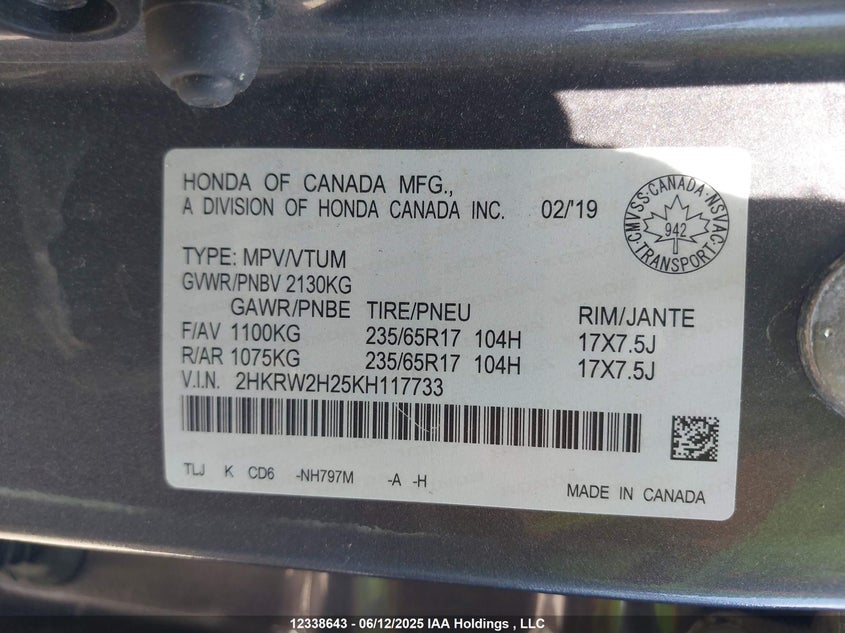 HONDA OF CANADA MFG.,
A DIVISION OF HONDA CANADA INC. 02/'19
CMVSS·CANADA·NSVAC
942
TRANSPORT
TYPE: MPV/VTUM
GVWR/PNBV 2130KG
GAWR/PNBE TIRE/PNEU RIM/JANTE
F/AV 1100KG 235/65R17 104H 17X7.5J
R/AR 1075KG 235/65R17 104H 17X7.5J
V.I.N. 2HKRW2H25KH117733
TLJ K CD6 -NH797M -A -H
MADE IN CANADA
12338643 - 06/12/2025 IAA Holdings , LLC